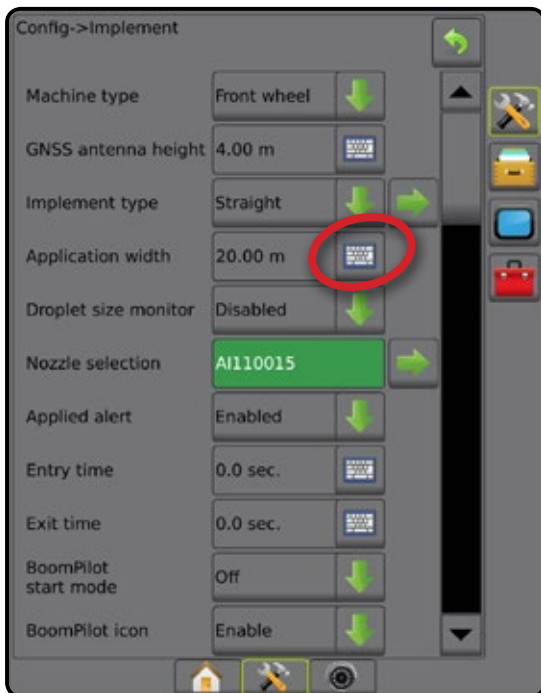 Config->Implement
Machine type Front wheel
GNSS antenna height 4.00 m
Implement type Straight
Application width 20.00 m
Droplet size monitor Disabled
Nozzle selection AI110015
Applied alert Enabled
Entry time 0.0 sec.
Exit time 0.0 sec.
BoomPilot
start mode Off
BoomPilot icon Enable